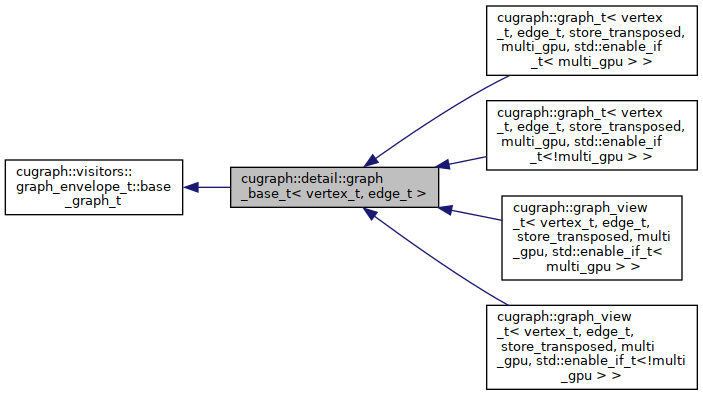 cugraph::visitors::
graph_envelope_t::base
_graph_t
cugraph::detail::graph
_base_t< vertex_t, edge_t >
cugraph::graph_t< vertex
_t, edge_t, store_transposed,
multi_gpu, std::enable_if
_t< multi_gpu > >
cugraph::graph_t< vertex
_t, edge_t, store_transposed,
multi_gpu, std::enable_if
_t<!multi_gpu > >
cugraph::graph_view
_t< vertex_t, edge_t,
store_transposed, multi
_gpu, std::enable_if_t<
multi_gpu > >
cugraph::graph_view
_t< vertex_t, edge_t,
store_transposed, multi
_gpu, std::enable_if_t<!multi
_gpu > >